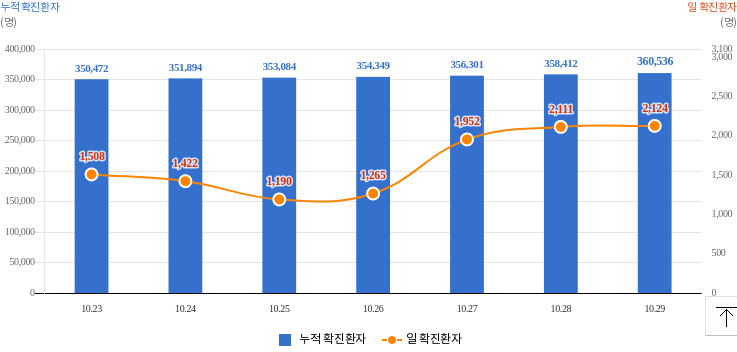 누적 확진환자 일 확진환자
(명) (명)
400,000 3,100
3,000
350,000
300,000 2,500
250,000 2,000
200,000
150,000 1,500
100,000 1,000
50,000 500
0 0
350,472 351,894 353,084 354,349 356,301 358,412 360,536
1,508 1,422 1,190 1,265 1,952 2,111 2,124
10.23 10.24 10.25 10.26 10.27 10.28 10.29
누적 확진환자 일 확진환자